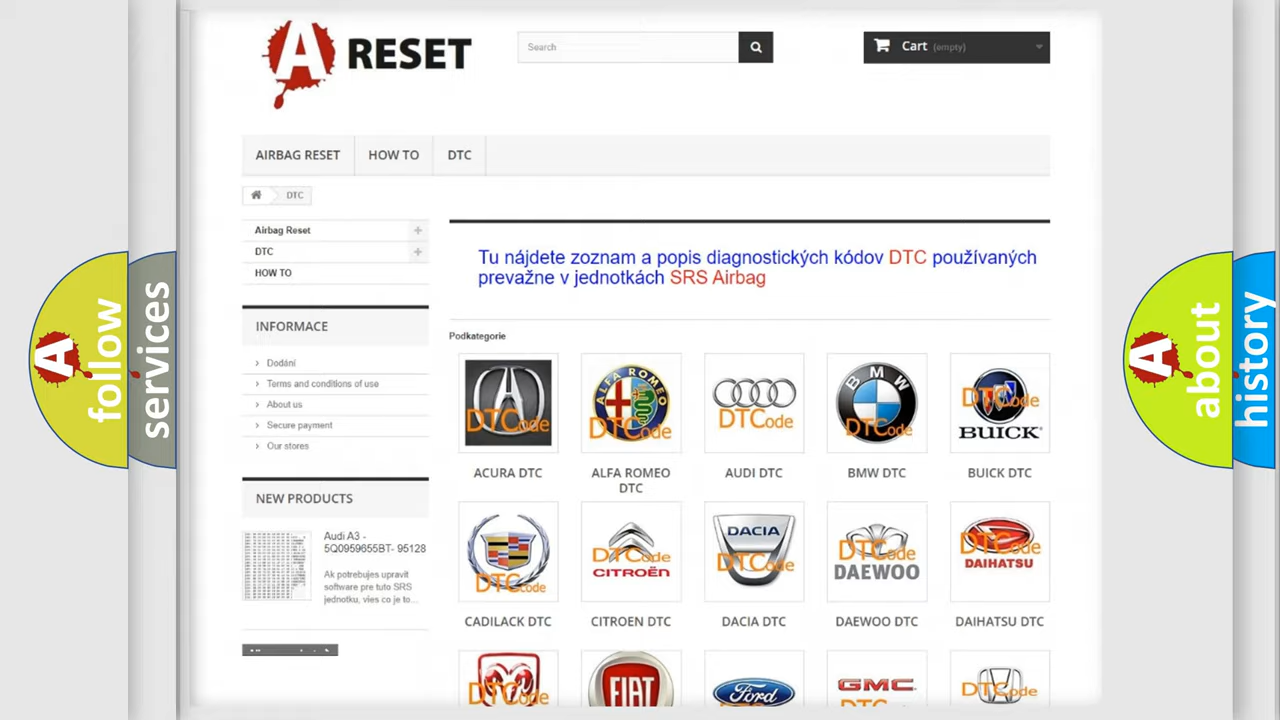 A RESET
Search
Cart (empty)
AIRBAG RESET
HOW TO
DTC
DTC
Airbag Reset
DTC
HOW TO
INFORMACE
Dodání
Terms and conditions of use
About us
Secure payment
Our stores
NEW PRODUCTS
Audi A3 -
5Q0959655BT- 95128
Ak potrebujes upravit
software pre tuto SRS
jednotku, vies co je to...
Tu nájdete zoznam a popis diagnostických kódov DTC používaných
prevažne v jednotkách SRS Airbag
Podkategorie
DTCode
ALFA ROMEO
DTCode
DTCode
BMW
DTCode
DTCode
BUICK
ACURA DTC
ALFA ROMEO
DTC
AUDI DTC
BMW DTC
BUICK DTC
DTCode
DTCode
CITROËN
DACIA
DTCode
DTCode
DAEWOO
DTCode
DAIHATSU
CADILACK DTC
CITROEN DTC
DACIA DTC
DAEWOO DTC
DAIHATSU DTC
DTCode
FIAT
Ford
GMC
DTCode
A follow
services
A about
history